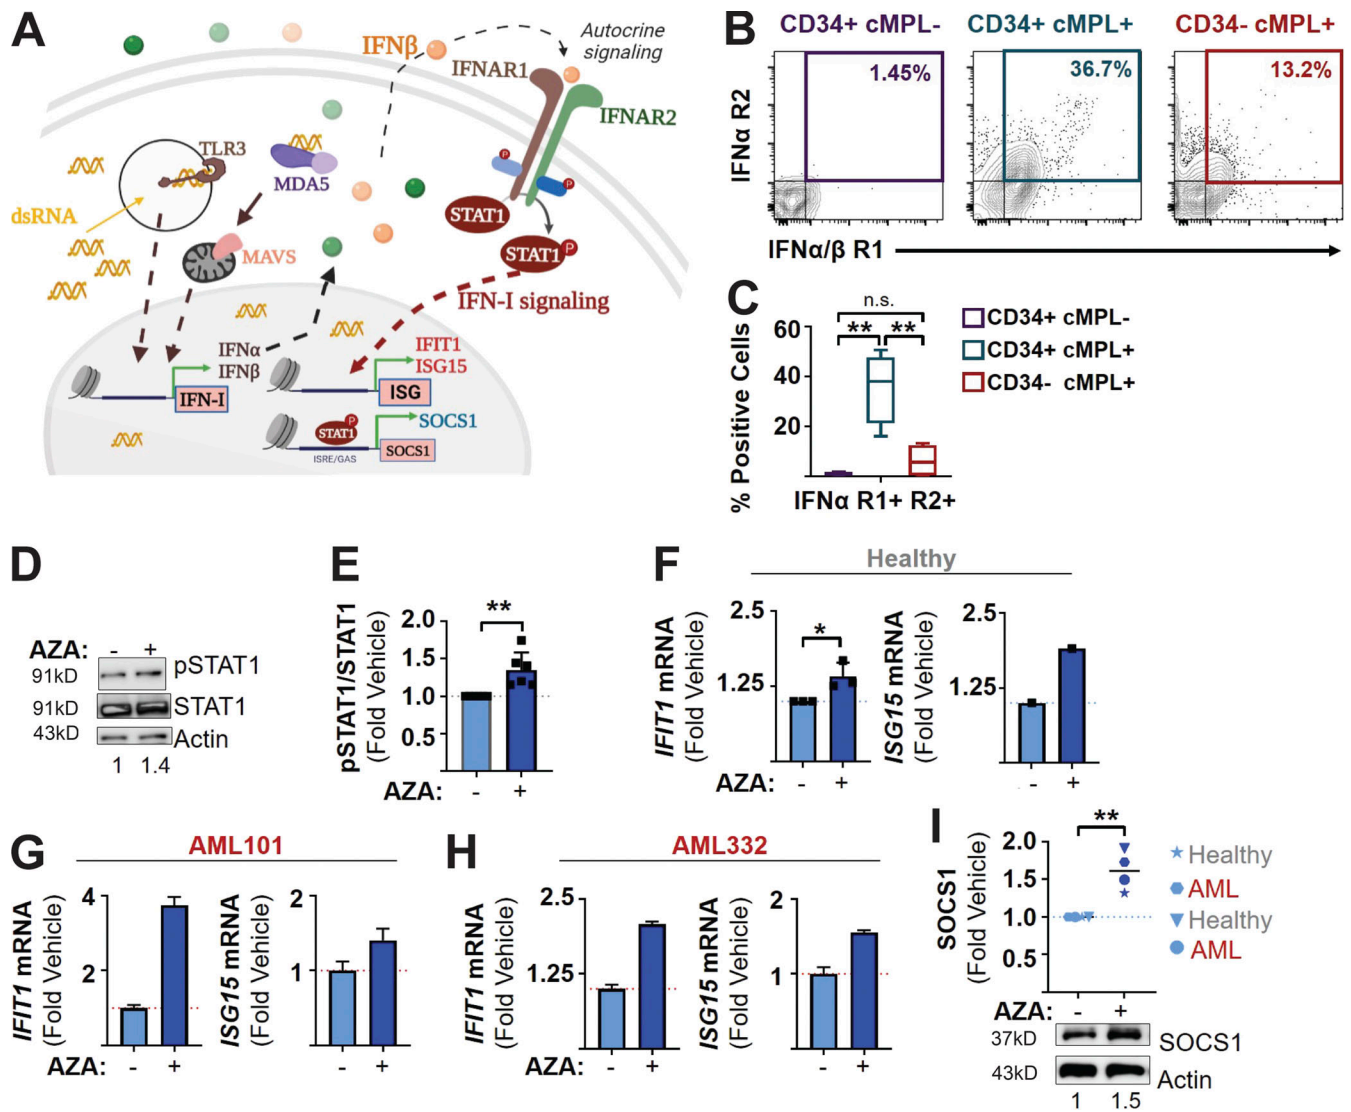 A
IFNβ
Autocrine
signaling
IFNAR1
IFNAR2
TLR3
MDA5
dsRNA
MAVS
P
P
STAT1
STAT1
P
IFN-I signaling
IFNα
IFNβ
IFN-I
IFIT1
ISG15
ISG
STAT1
P
SOCS1
ISRE/GAS
SOCS1
B
CD34+ cMPL-
CD34+ cMPL+
CD34- cMPL+
1.45%
36.7%
13.2%
IFNα R2
IFNα/β R1
C
n.s.
** **
60
40
20
% Positive Cells
IFNα R1+ R2+
CD34+ cMPL-
CD34+ cMPL+
CD34- cMPL+
D
AZA: - +
91kD pSTAT1
91kD STAT1
43kD Actin
1 1.4
E
pSTAT1/STAT1
(Fold Vehicle)
**
2.0
1.5
1.0
0.5
AZA: - +
F
Healthy
IFIT1 mRNA
(Fold Vehicle)
2.5
1.25
*
AZA: - +
ISG15 mRNA
(Fold Vehicle)
2.5
1.25
- +
G
AML101
IFIT1 mRNA
(Fold Vehicle)
4
2
AZA: - +
ISG15 mRNA
(Fold Vehicle)
2
1
- +
H
AML332
IFIT1 mRNA
(Fold Vehicle)
2.5
1.25
AZA: - +
ISG15 mRNA
(Fold Vehicle)
2
1
- +
I
SOCS1
(Fold Vehicle)
**
2.0
1.5
1.0
0.5
Healthy
AML
Healthy
AML
AZA: - +
37kD SOCS1
43kD Actin
1 1.5